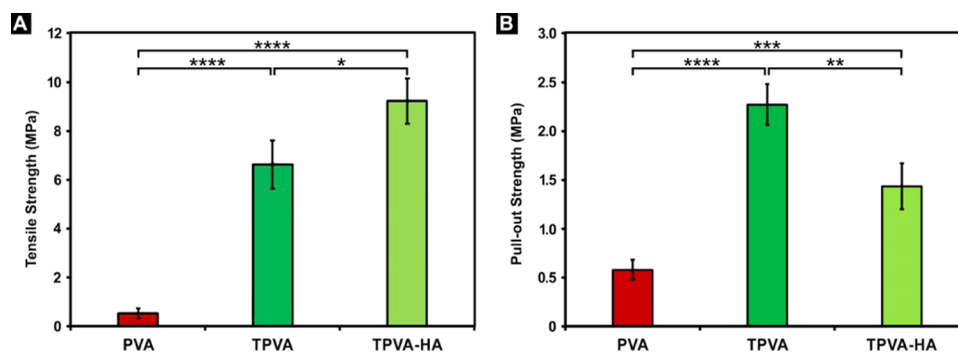 A
Tensile Strength (MPa)
12
10
8
6
4
2
0
****
****
*
PVA
TPVA
TPVA-HA
B
Pull-out Strength (MPa)
3.0
2.5
2.0
1.5
1.0
0.5
0
***
****
**
PVA
TPVA
TPVA-HA